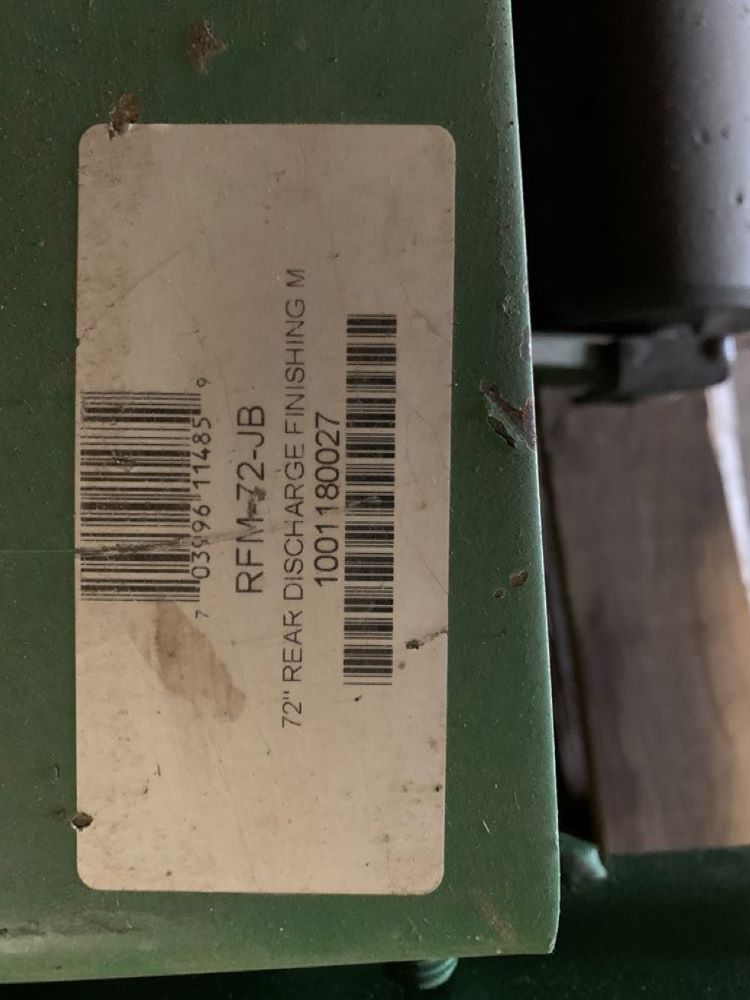 7 03996 11485 9
RFM-72-JB
72" REAR DISCHARGE FINISHING M
1001180027